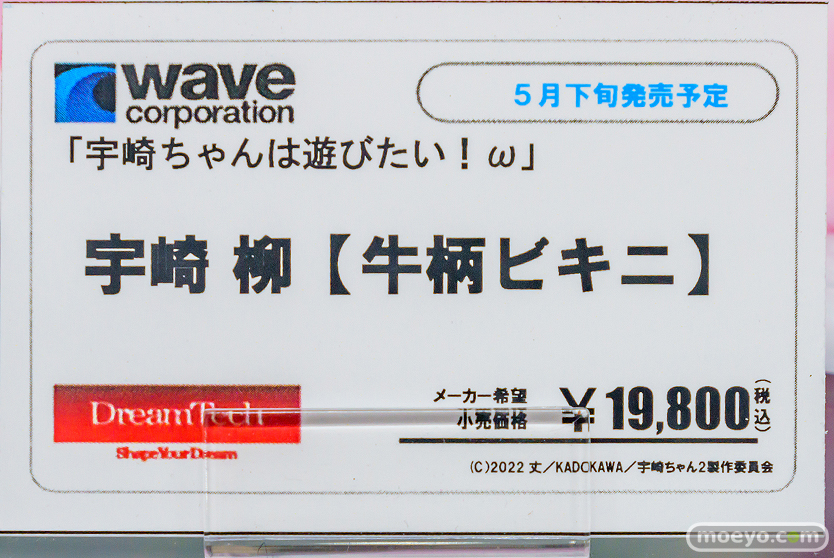 wave
corporation
5月下旬発売予定
「宇崎ちゃんは遊びたい！ω」
宇崎 柳【牛柄ビキニ】
DreamTech
Shape Your Dream
メーカー希望
小売価格
￥19,800(税込)
(C)2022 丈／KADOKAWA／宇崎ちゃん2製作委員会
moeyo.com